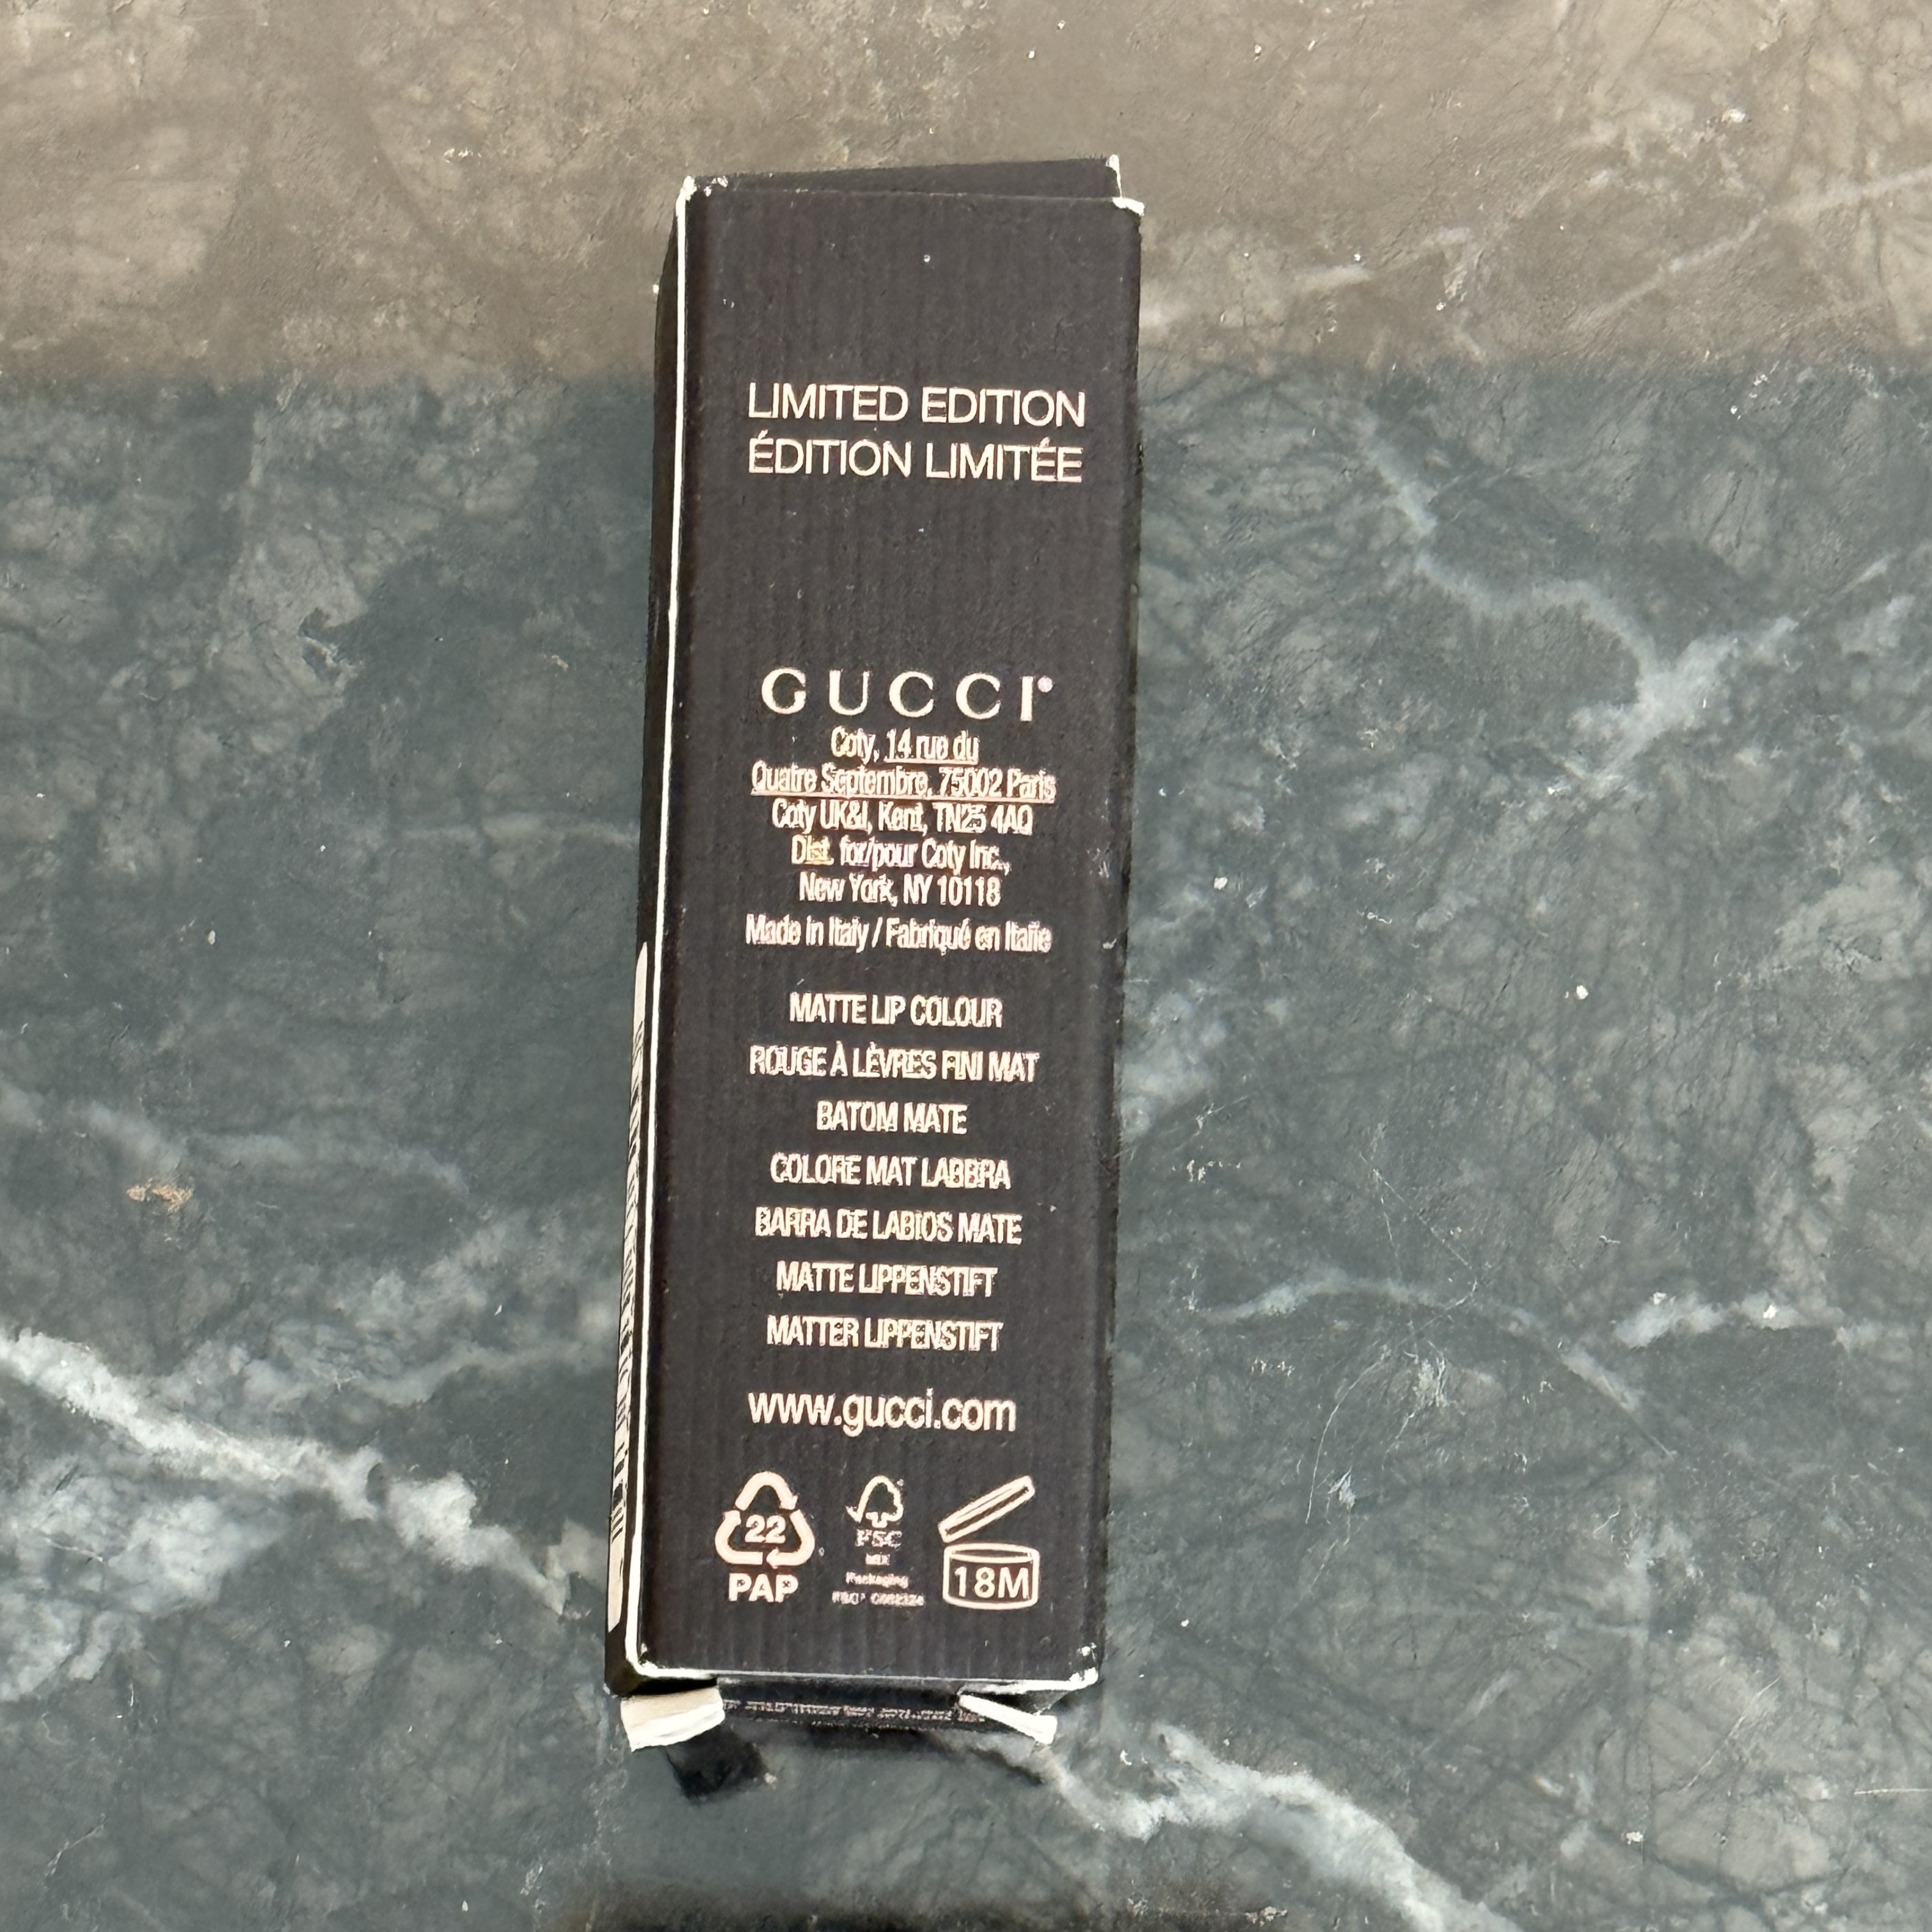 LIMITED EDITION
ÉDITION LIMITÉE
GUCCI®
Coty, 14 rue du
Quatre Septembre, 75002 Paris
Coty UK&I, Kent, TN25 4AQ
Dist. for/pour Coty Inc.,
New York, NY 10118
Made in Italy / Fabriqué en Italie
MATTE LIP COLOUR
ROUGE À LÈVRES FINI MAT
BATOM MATE
COLORE MAT LABBRA
BARRA DE LABIOS MATE
MATTE LIPPENSTIFT
MATTER LIPPENSTIFT
www.gucci.com
22
PAP
FSC
MIX
Packaging
18M